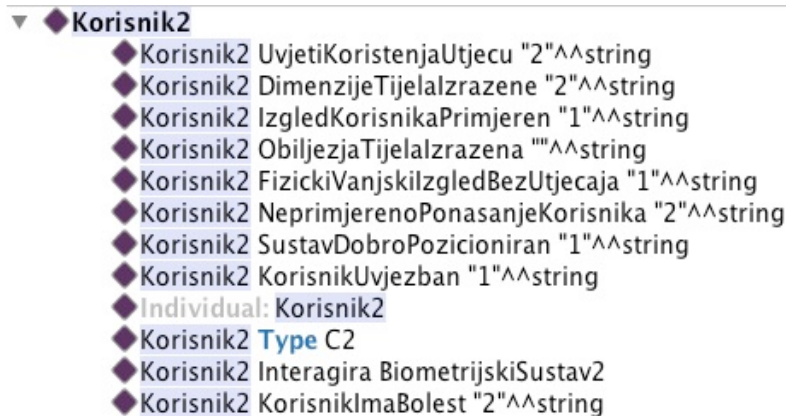 Korisnik2
Korisnik2 UvjetiKoristenjaUtjecu "2"^^string
Korisnik2 DimenzijeTijelaIzrazene "2"^^string
Korisnik2 IzgledKorisnikaPrimjeren "1"^^string
Korisnik2 ObiljezjaTijelaIzrazena ""^^string
Korisnik2 FizickiVanjskiIzgledBezUtjecaja "1"^^string
Korisnik2 NeprimjerenoPonasanjeKorisnika "2"^^string
Korisnik2 SustavDobroPozicioniran "1"^^string
Korisnik2 KorisnikUvjezban "1"^^string
Individual: Korisnik2
Korisnik2 Type C2
Korisnik2 Interagira BiometrijskiSustav2
Korisnik2 KorisnikImaBolest "2"^^string